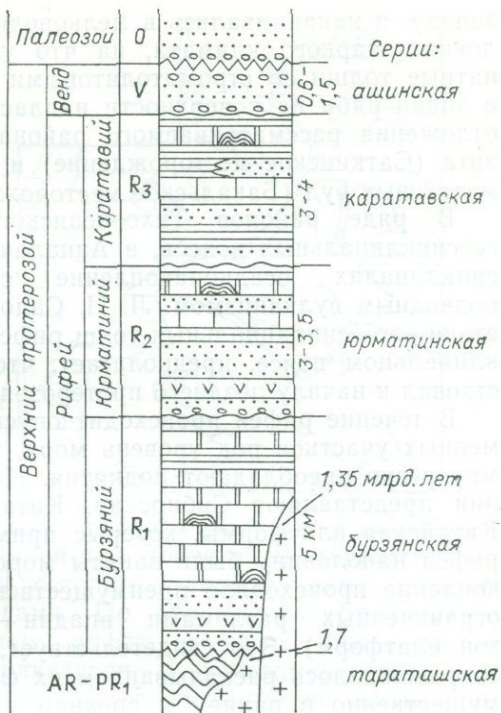 Палеозой
O
Серии:
Венд
V
1,5-1,6
ашинская
Верхний протерозой
Рифей
Каратавий
R3
3-4
каратавская
Юрматиний
R2
3-3,5
юрматинская
Бурзяний
R1
1,35 млрд. лет
5 км
бурзянская
1,7
AR-PR1
тараташская